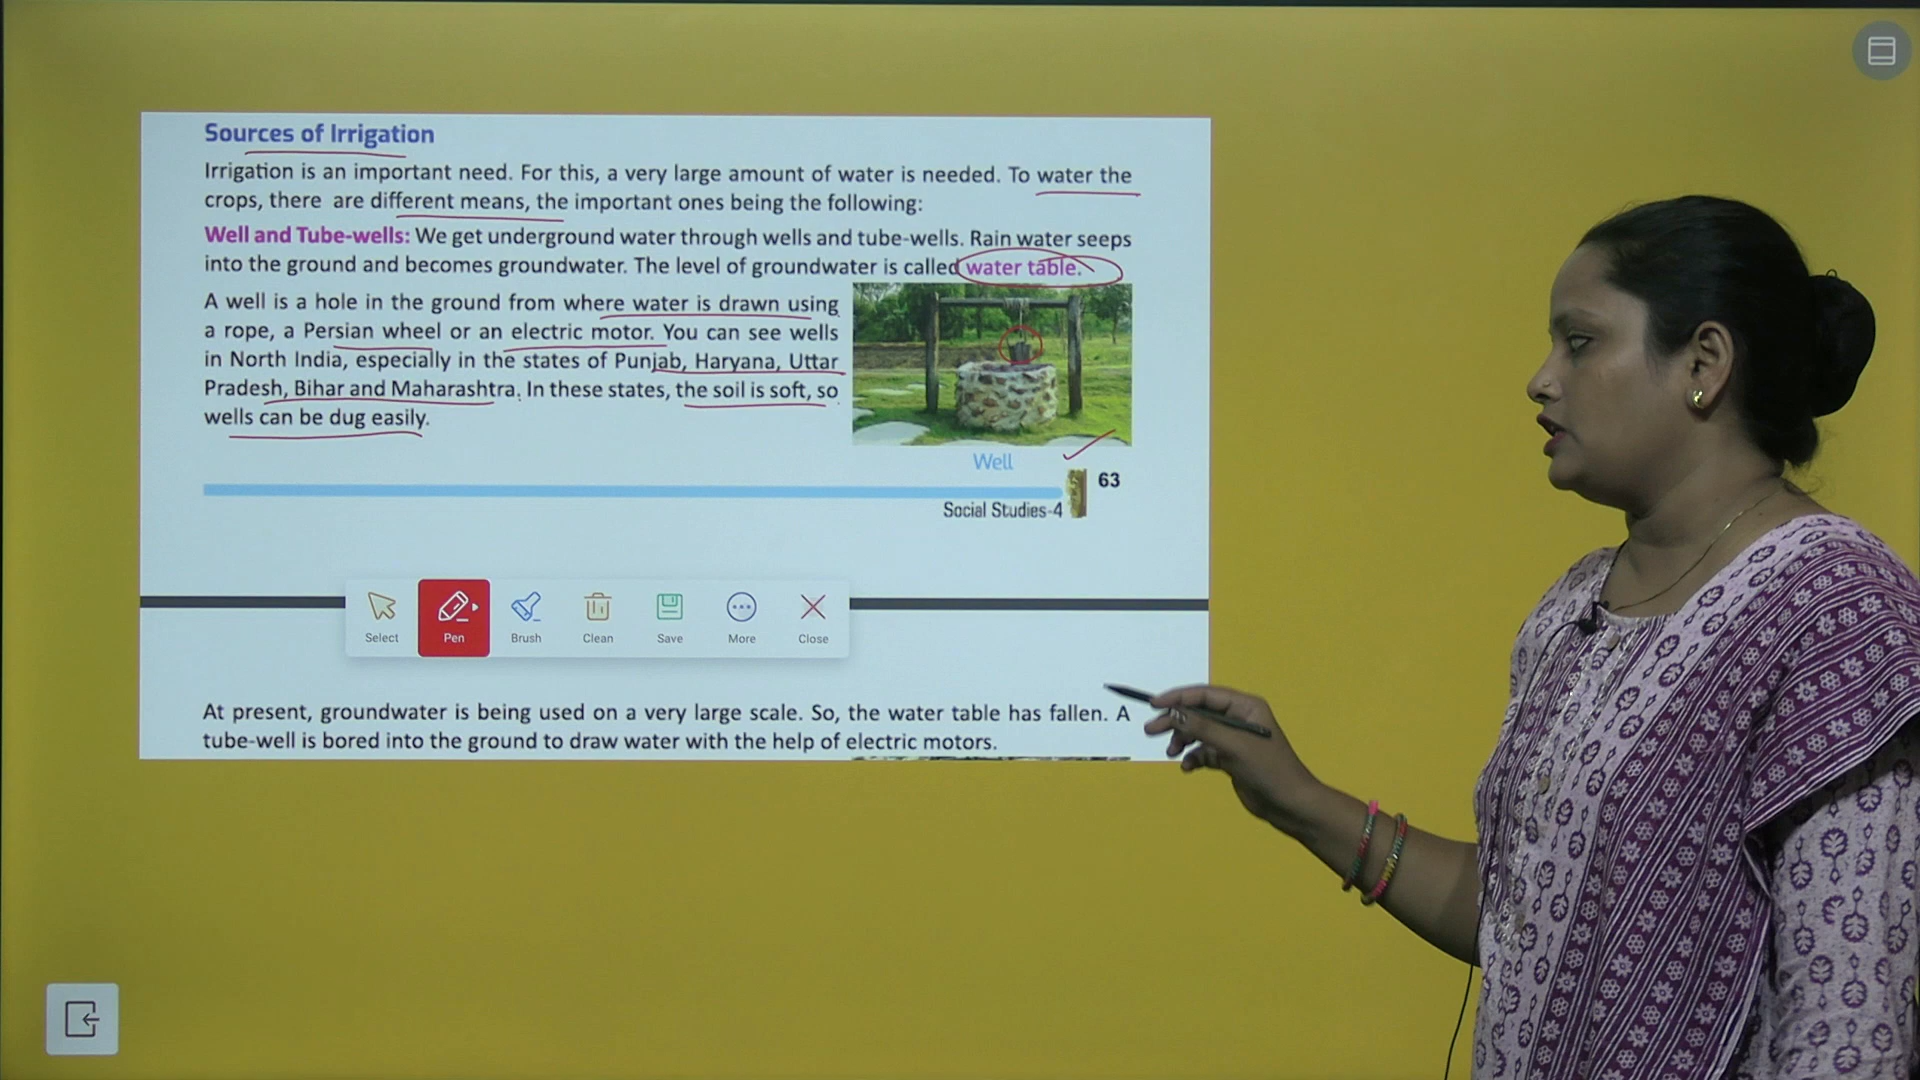 Sources of Irrigation
Irrigation is an important need. For this, a very large amount of water is needed. To water the
crops, there are different means, the important ones being the following:
Well and Tube-wells: We get underground water through wells and tube-wells. Rain water seeps
into the ground and becomes groundwater. The level of groundwater is called water table.
A well is a hole in the ground from where water is drawn using
a rope, a Persian wheel or an electric motor. You can see wells
in North India, especially in the states of Punjab, Haryana, Uttar
Pradesh, Bihar and Maharashtra. In these states, the soil is soft, so
wells can be dug easily.
Well
63
Social Studies-4
Select Pen Brush Clean Save More Close
At present, groundwater is being used on a very large scale. So, the water table has fallen. A
tube-well is bored into the ground to draw water with the help of electric motors.